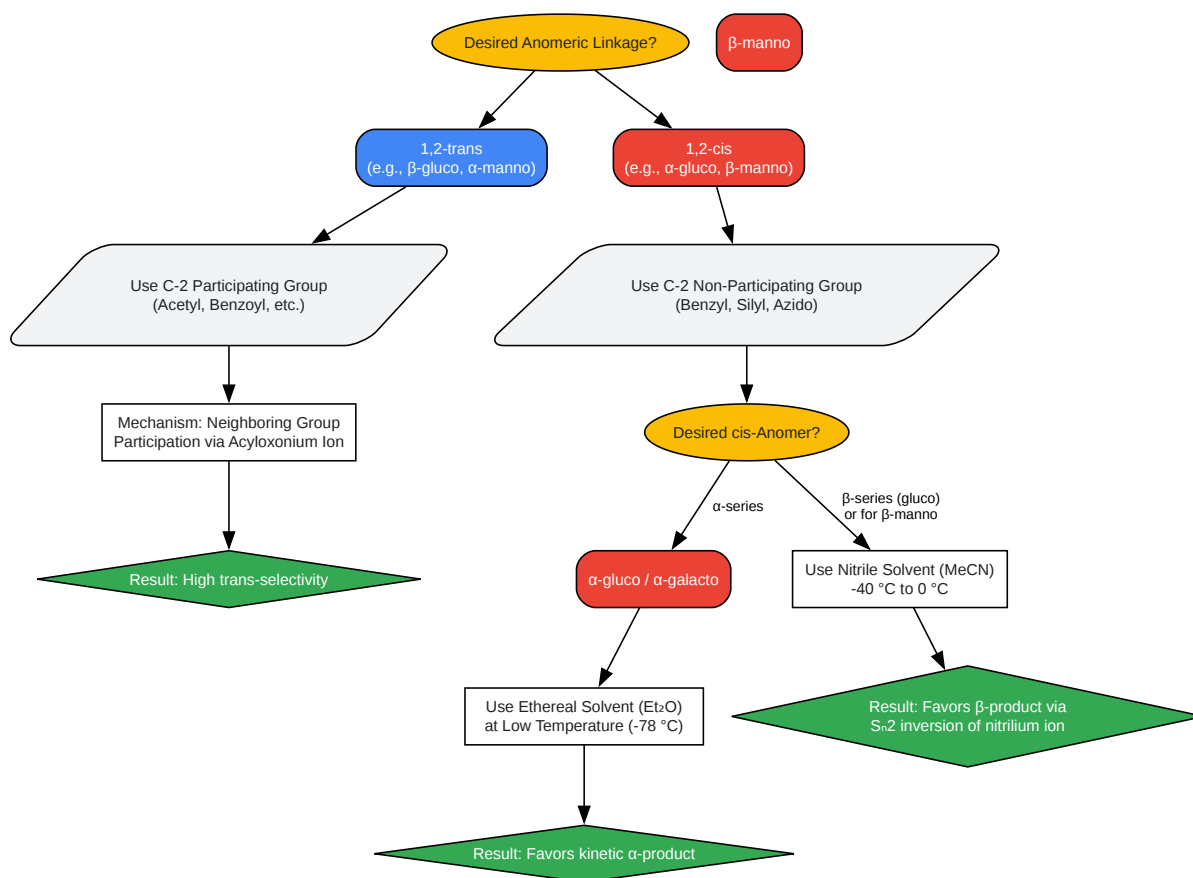 Desired Anomeric Linkage?
β-manno
1,2-trans
(e.g., β-gluco, α-manno)
1,2-cis
(e.g., α-gluco, β-manno)
Use C-2 Participating Group
(Acetyl, Benzoyl, etc.)
Use C-2 Non-Participating Group
(Benzyl, Silyl, Azido)
Mechanism: Neighboring Group
Participation via Acyloxonium Ion
Desired cis-Anomer?
α-series
β-series (gluco)
or for β-manno
Result: High trans-selectivity
α-gluco / α-galacto
Use Nitrile Solvent (MeCN)
-40 °C to 0 °C
Use Ethereal Solvent (Et₂O)
at Low Temperature (-78 °C)
Result: Favors β-product via
Sₙ2 inversion of nitrilium ion
Result: Favors kinetic α-product